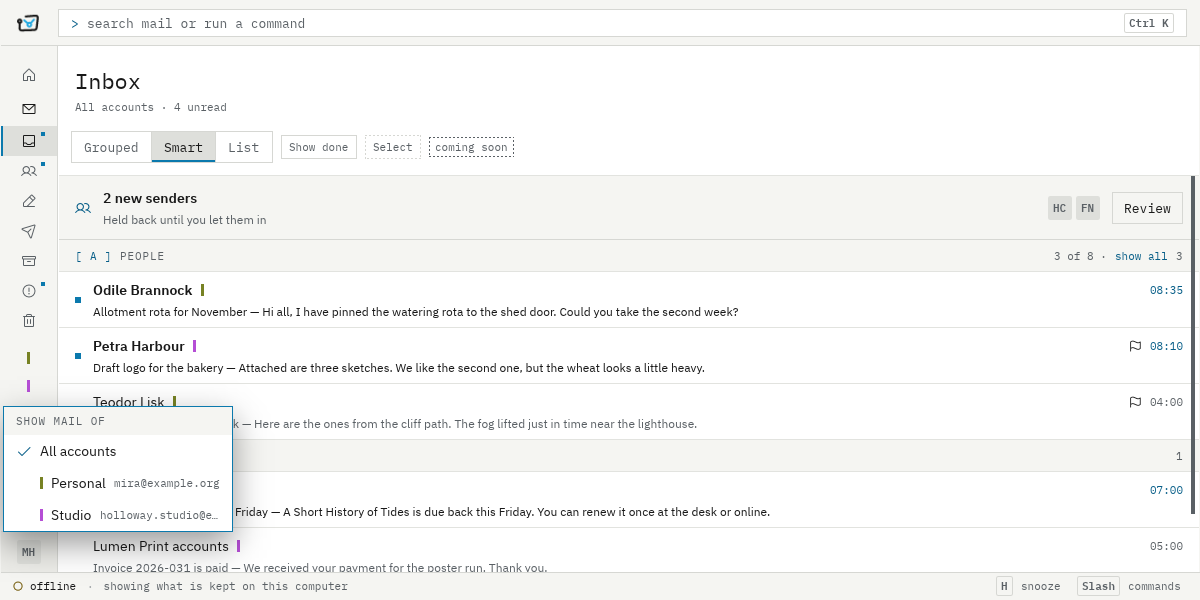 > search mail or run a command Ctrl K
Inbox
All accounts · 4 unread
Grouped Smart List Show done Select coming soon
2 new senders
Held back until you let them in
HC FN Review
[ A ] PEOPLE 3 of 8 · show all 3
Odile Brannock 08:35
Allotment rota for November — Hi all, I have pinned the watering rota to the shed door. Could you take the second week?
Petra Harbour 08:10
Draft logo for the bakery — Attached are three sketches. We like the second one, but the wheat looks a little heavy.
Teodor Lisk 04:00
k — Here are the ones from the cliff path. The fog lifted just in time near the lighthouse.
1
07:00
Friday — A Short History of Tides is due back this Friday. You can renew it once at the desk or online.
Lumen Print accounts 05:00
Invoice 2026-031 is paid — We received your payment for the poster run. Thank you.
SHOW MAIL OF
All accounts
Personal mira@example.org
Studio holloway.studio@e…
MH
offline · showing what is kept on this computer H snooze Slash commands